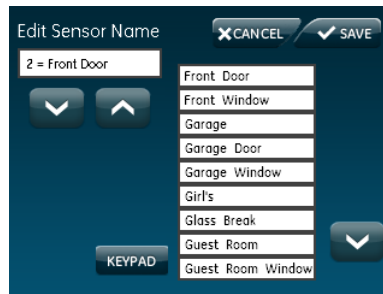 Edit Sensor Name
CANCEL
SAVE
2 = Front Door
Front Door
Front Window
Garage
Garage Door
Garage Window
Girl's
Glass Break
Guest Room
Guest Room Window
KEYPAD